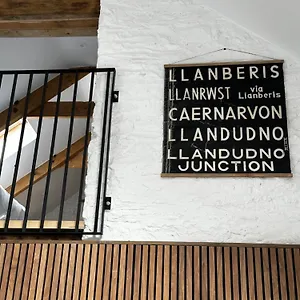 LLANBERIS
LLANRWST via Llanberis
CAERNARVON
LLANDUDNO
LLANDUDNO
JUNCTION